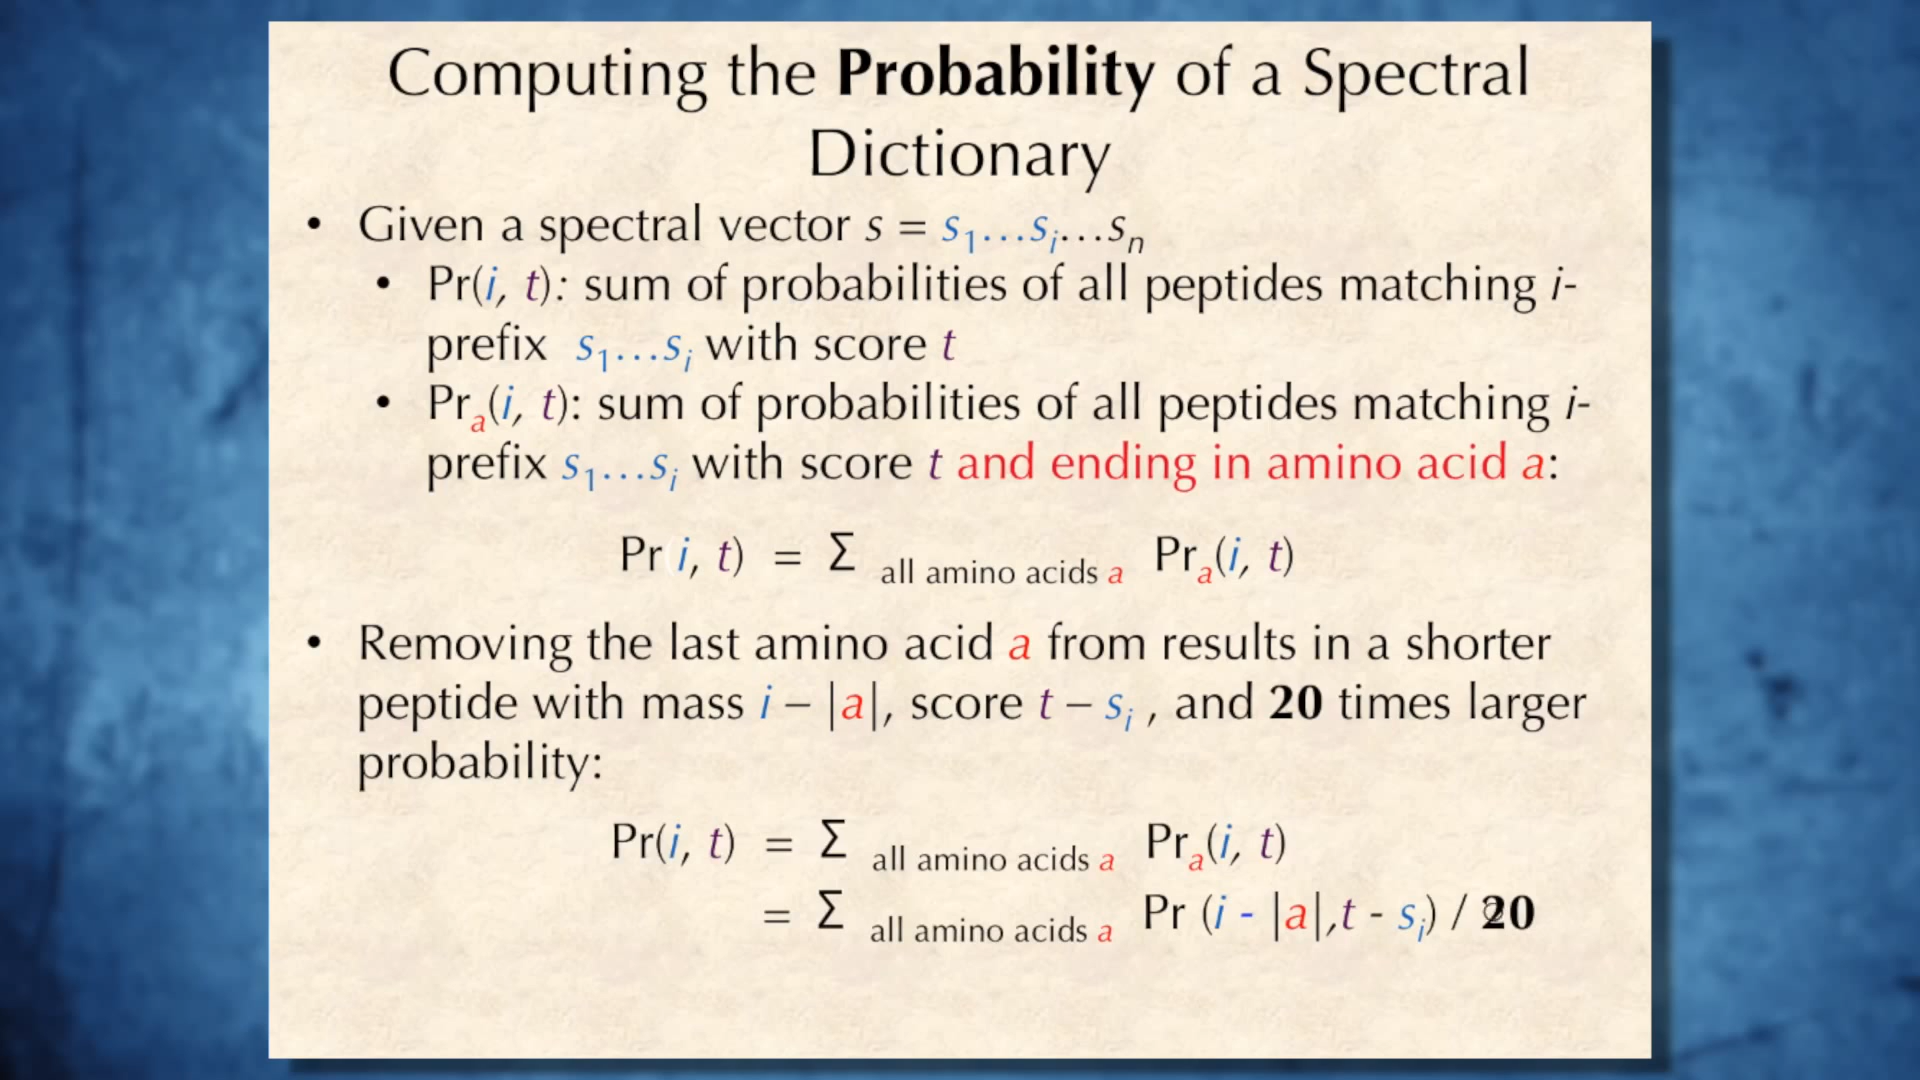 Computing the Probability of a Spectral
Dictionary
• Given a spectral vector s = s₁…sᵢ…sₙ
• Pr(i, t): sum of probabilities of all peptides matching i-
prefix s₁…sᵢ with score t
• Prₐ(i, t): sum of probabilities of all peptides matching i-
prefix s₁…sᵢ with score t and ending in amino acid a:
Pr i, t) = Σ all amino acids a Prₐ(i, t)
• Removing the last amino acid a from results in a shorter
peptide with mass i – |a|, score t – sᵢ , and 20 times larger
probability:
Pr(i, t) = Σ all amino acids a Prₐ(i, t)
= Σ all amino acids a Pr (i - |a|,t - sᵢ) / 20